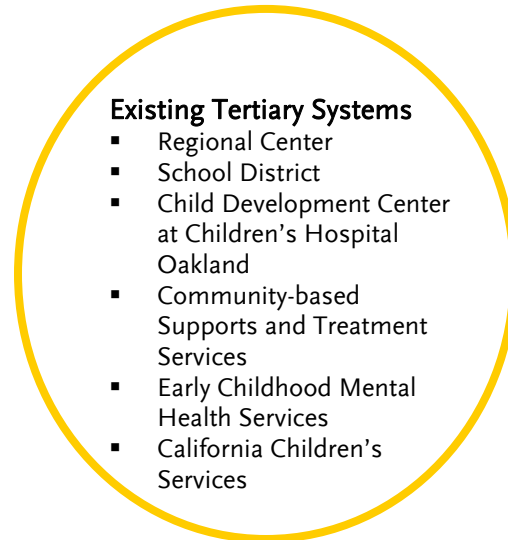 Existing Tertiary Systems
▪ Regional Center
▪ School District
▪ Child Development Center
at Children’s Hospital
Oakland
▪ Community-based
Supports and Treatment
Services
▪ Early Childhood Mental
Health Services
▪ California Children’s
Services